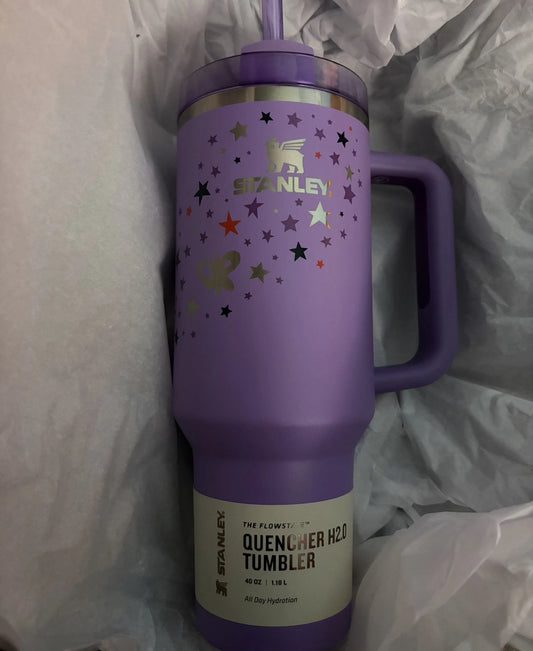 STANLEY.
STANLEY.
THE FLOWSTATE™
QUENCHER H2.0
TUMBLER
40 OZ | 1.18 L
All Day Hydration